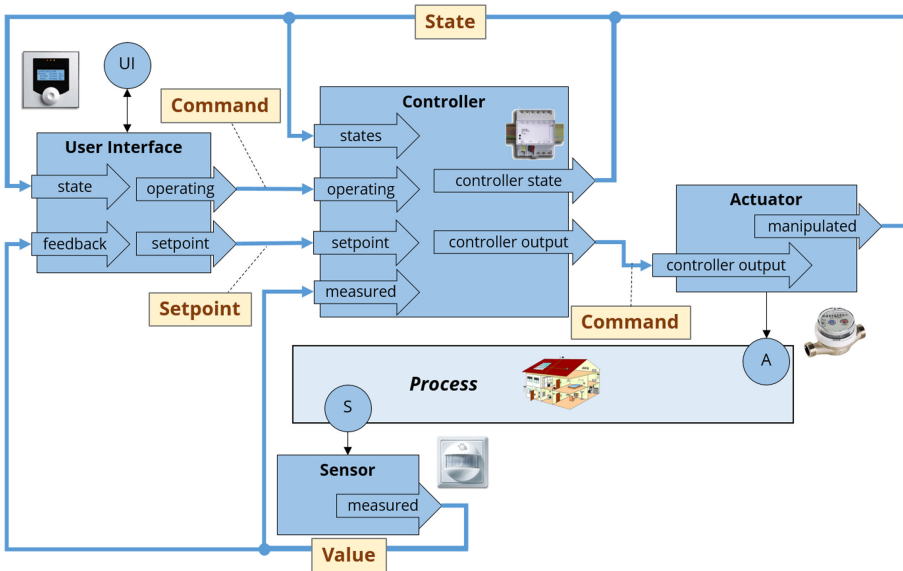 State
UI
Command
Controller
User Interface
states
state
operating
operating
controller state
Actuator
feedback
setpoint
setpoint
controller output
manipulated
controller output
measured
Setpoint
Command
Process
A
S
Sensor
measured
Value